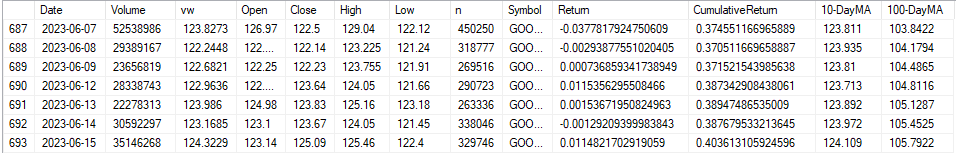 Date Volume vw Open Close High Low n Symbol Return CumulativeReturn 10-DayMA 100-DayMA
687 2023-06-07 52538986 123.8273 126.97 122.5 129.04 122.12 450250 GOO... -0.0377817924750609 0.374551166965889 123.811 103.8422
688 2023-06-08 29389167 122.2448 122.... 122.14 123.225 121.24 318777 GOO... -0.00293877551020405 0.370511669658887 123.935 104.1794
689 2023-06-09 23656819 122.6821 122.25 122.23 123.755 121.91 269516 GOO... 0.000736859341738949 0.371521543985638 123.81 104.4865
690 2023-06-12 28338743 122.9636 122.... 123.64 124.05 121.66 290723 GOO... 0.0115356295508466 0.387342908438061 123.713 104.8116
691 2023-06-13 22278313 123.986 124.98 123.83 125.16 123.18 263336 GOO... 0.00153671950824963 0.38947486535009 123.892 105.1287
692 2023-06-14 30592297 123.1685 123.1 123.67 124.05 121.45 338046 GOO... -0.00129209399983843 0.387679533213645 123.972 105.4525
693 2023-06-15 35146268 124.3229 123.14 125.09 125.46 122.4 329746 GOO... 0.0114821702919059 0.403613105924596 124.109 105.7922